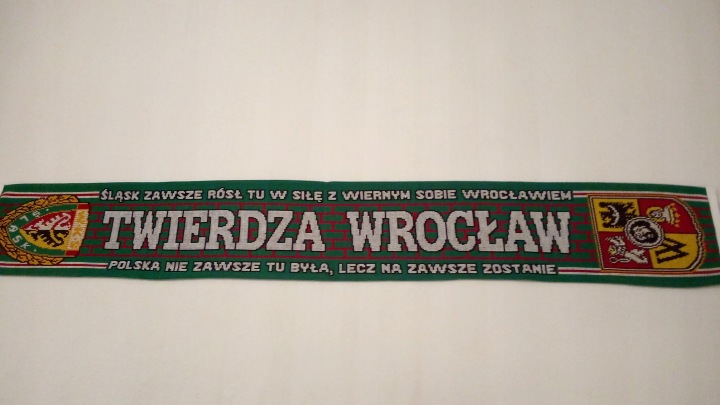 ŚLĄSK ZAWSZE RÓSŁ TU W SIŁĘ Z WIERNYM SOBIE WROCŁAWIEM
TWIERDZA WROCŁAW
POLSKA NIE ZAWSZE TU BYŁA, LECZ NA ZAWSZE ZOSTANIE
ŚLĄSK
W